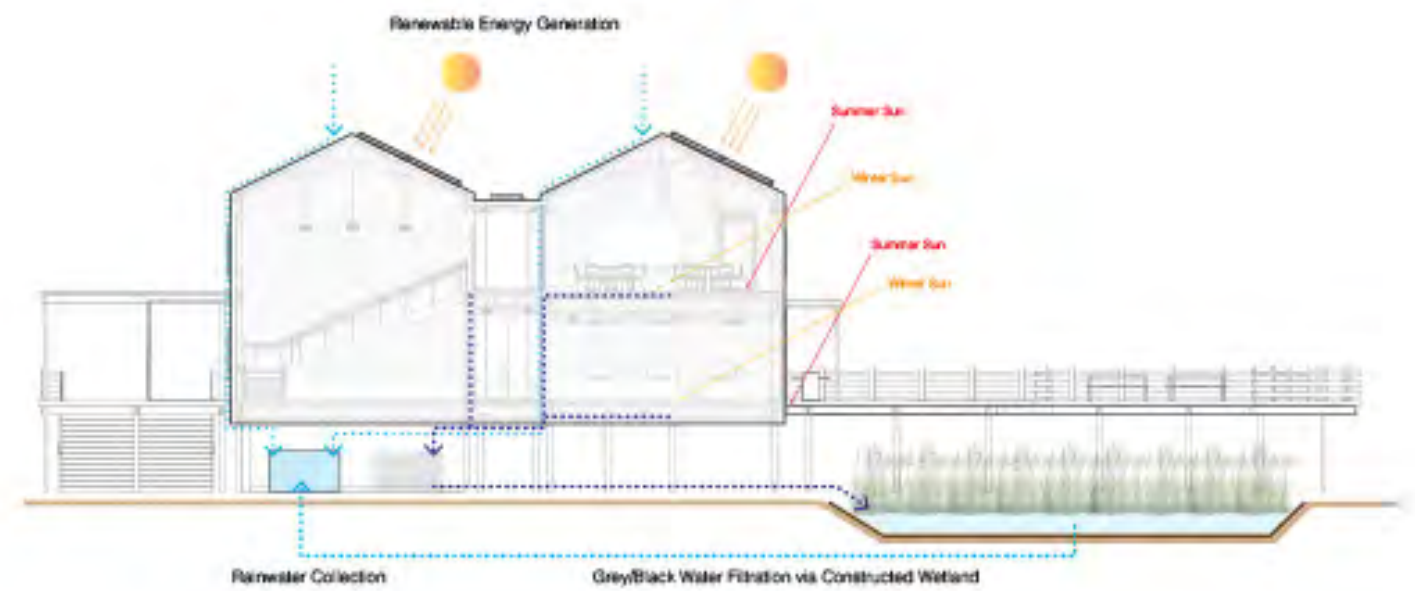 Renewable Energy Generation
Summer Sun
Winter Sun
Summer Sun
Winter Sun
Rainwater Collection
Grey/Black Water Filtration via Constructed Wetland